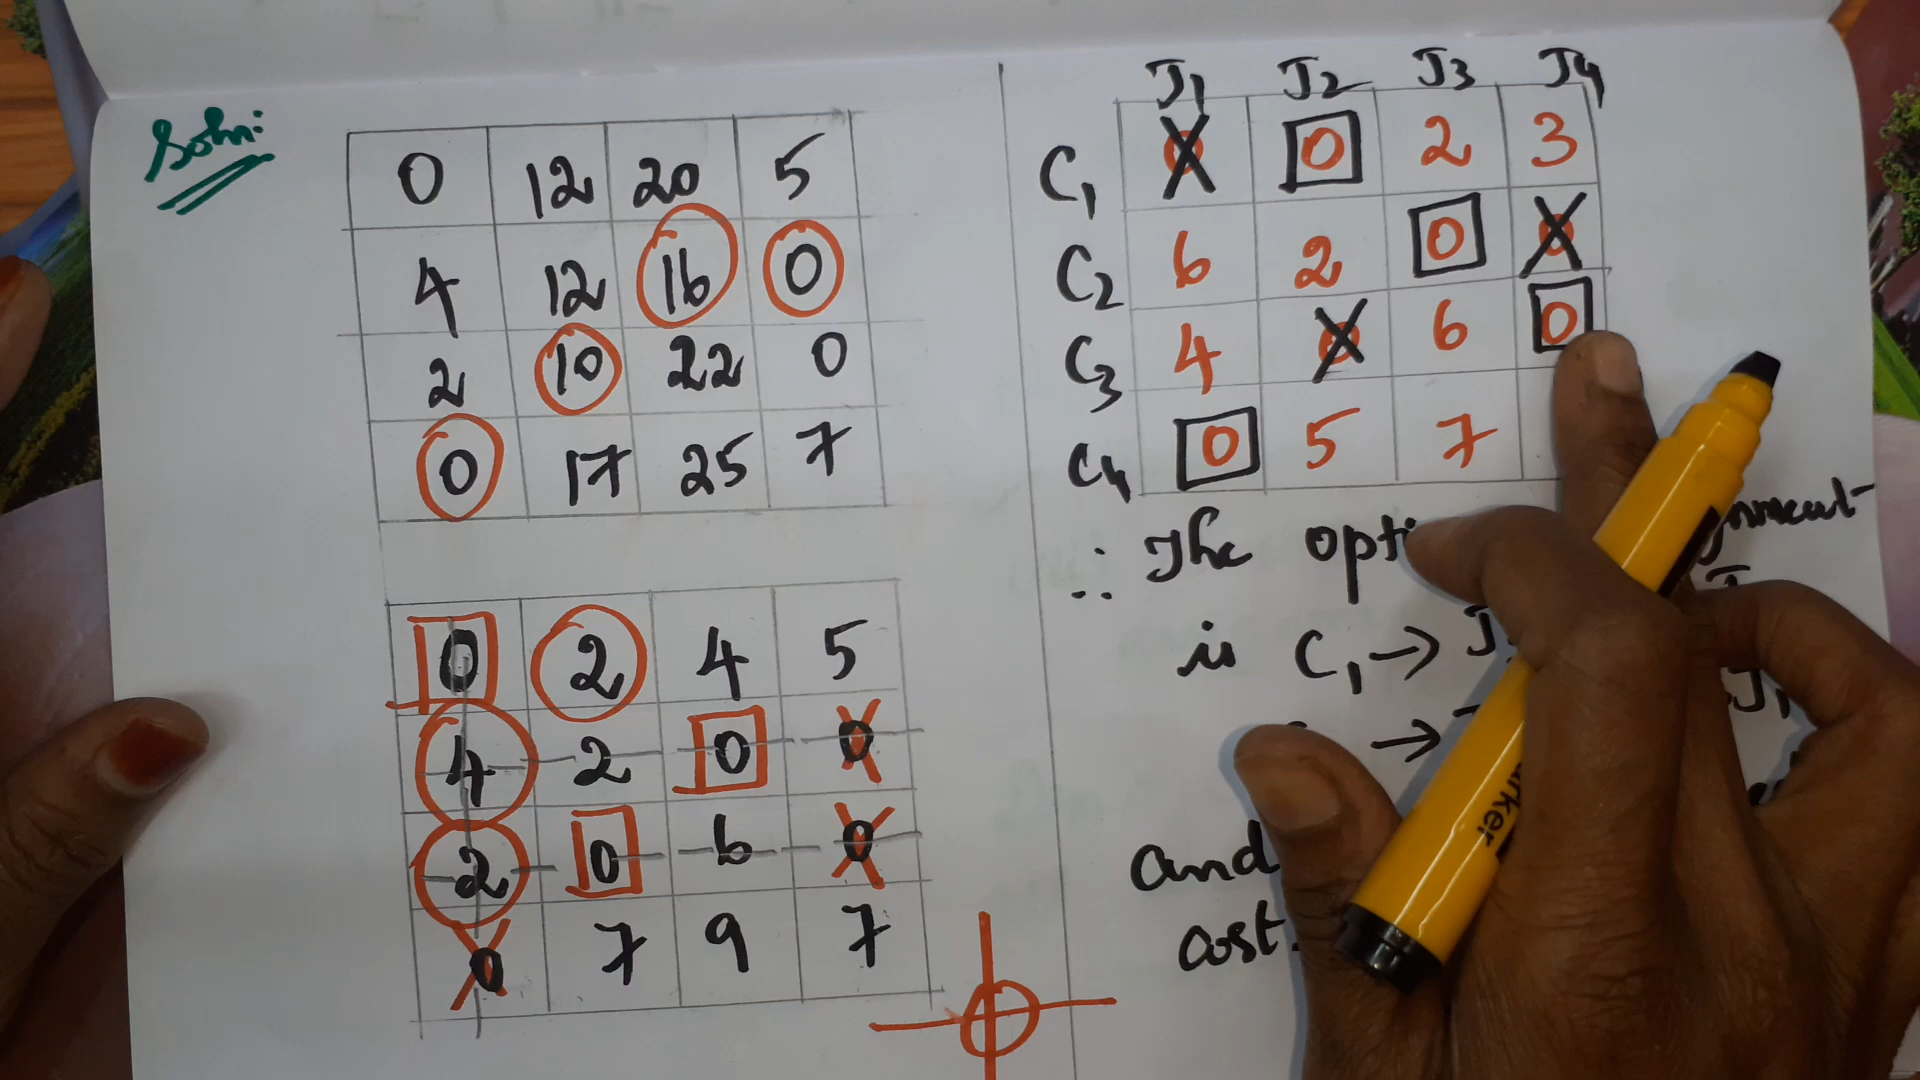 Soln:
0 12 20 5
4 12 16 0
2 10 22 0
0 17 25 7
0 2 4 5
4 2 0 0
2 0 6 0
0 7 9 7
J1 J2 J3 J4
C1 0 0 2 3
C2 6 2 0 0
C3 4 0 6 0
C4 0 5 7
∴ The
is C1 → J
→
and
cost.